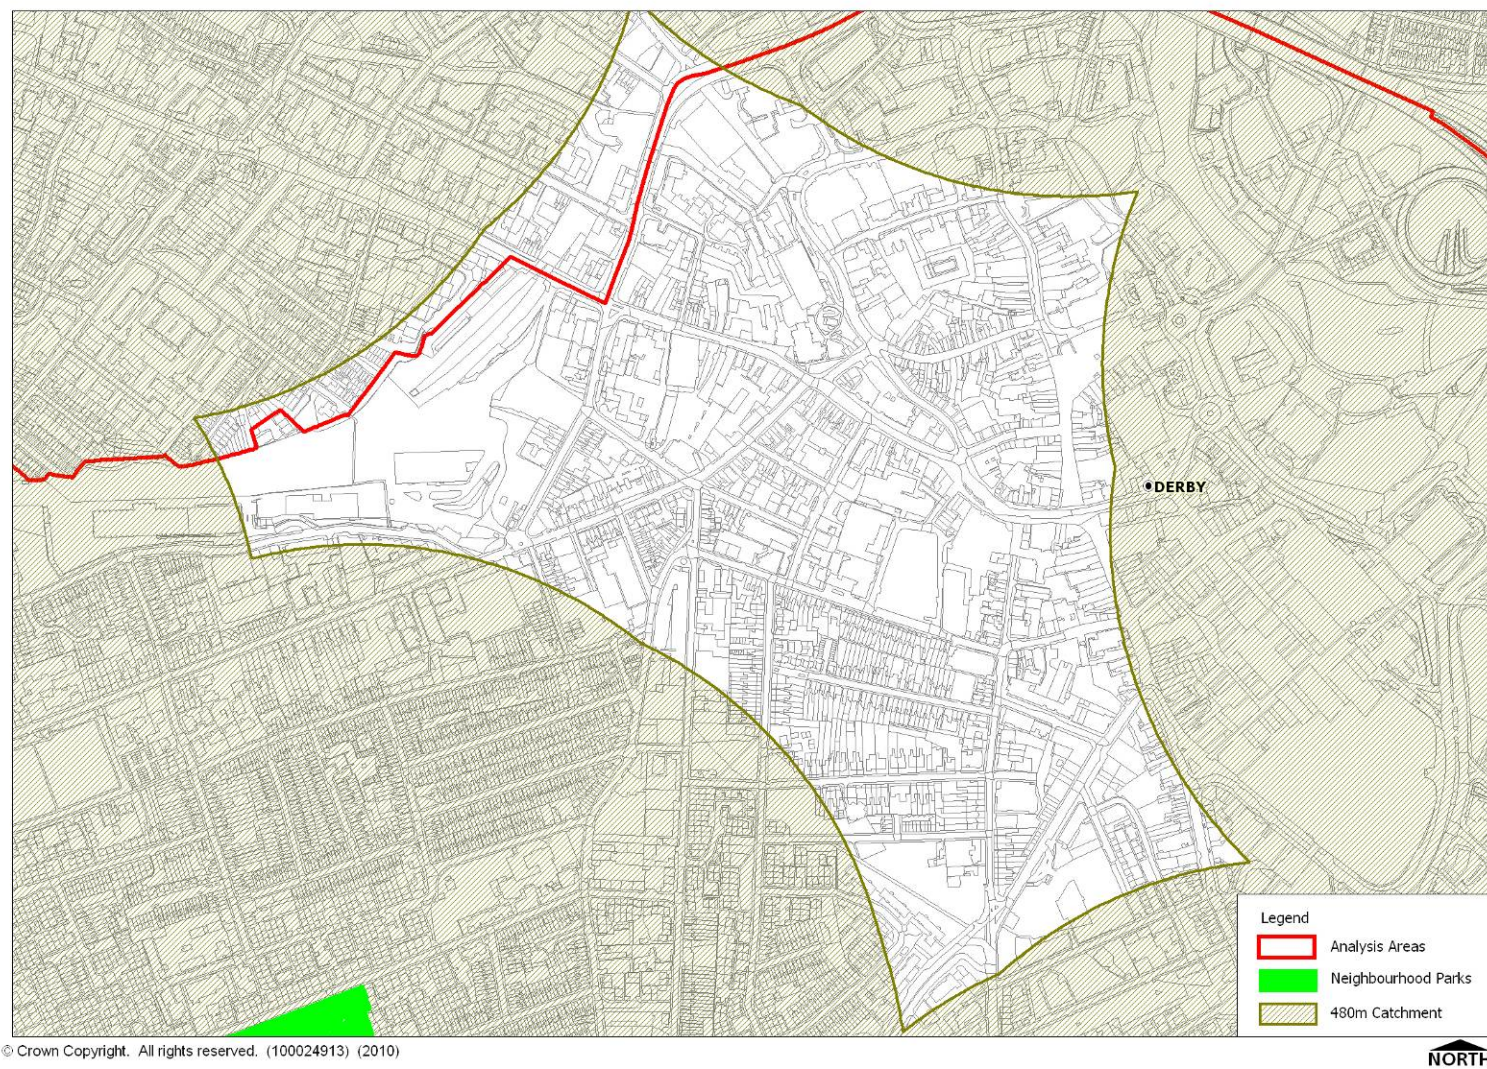 DERBY
Legend
Analysis Areas
Neighbourhood Parks
480m Catchment
© Crown Copyright. All rights reserved. (100024913) (2010)
NORTH